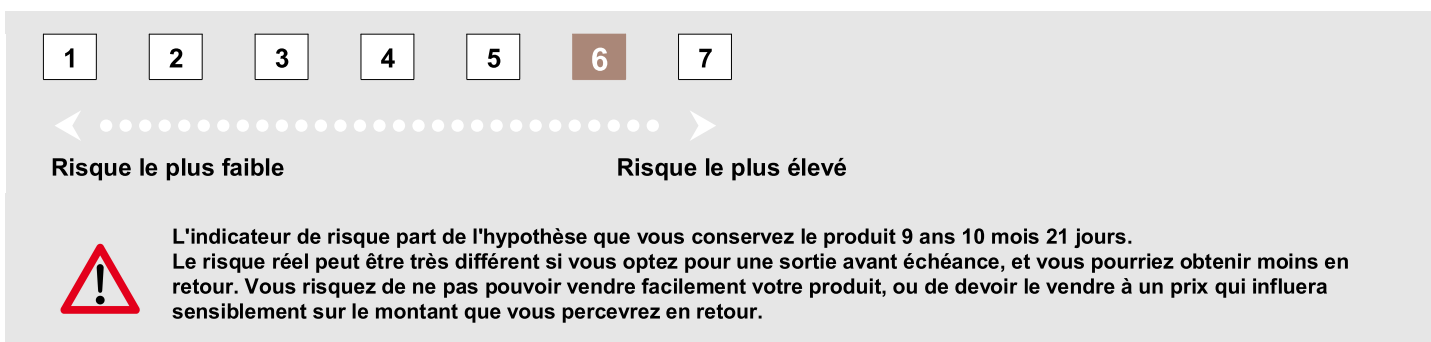 1 2 3 4 5 6 7
Risque le plus faible Risque le plus élevé
L'indicateur de risque part de l'hypothèse que vous conservez le produit 9 ans 10 mois 21 jours.
Le risque réel peut être très différent si vous optez pour une sortie avant échéance, et vous pourriez obtenir moins en
retour. Vous risquez de ne pas pouvoir vendre facilement votre produit, ou de devoir le vendre à un prix qui influera
sensiblement sur le montant que vous percevrez en retour.